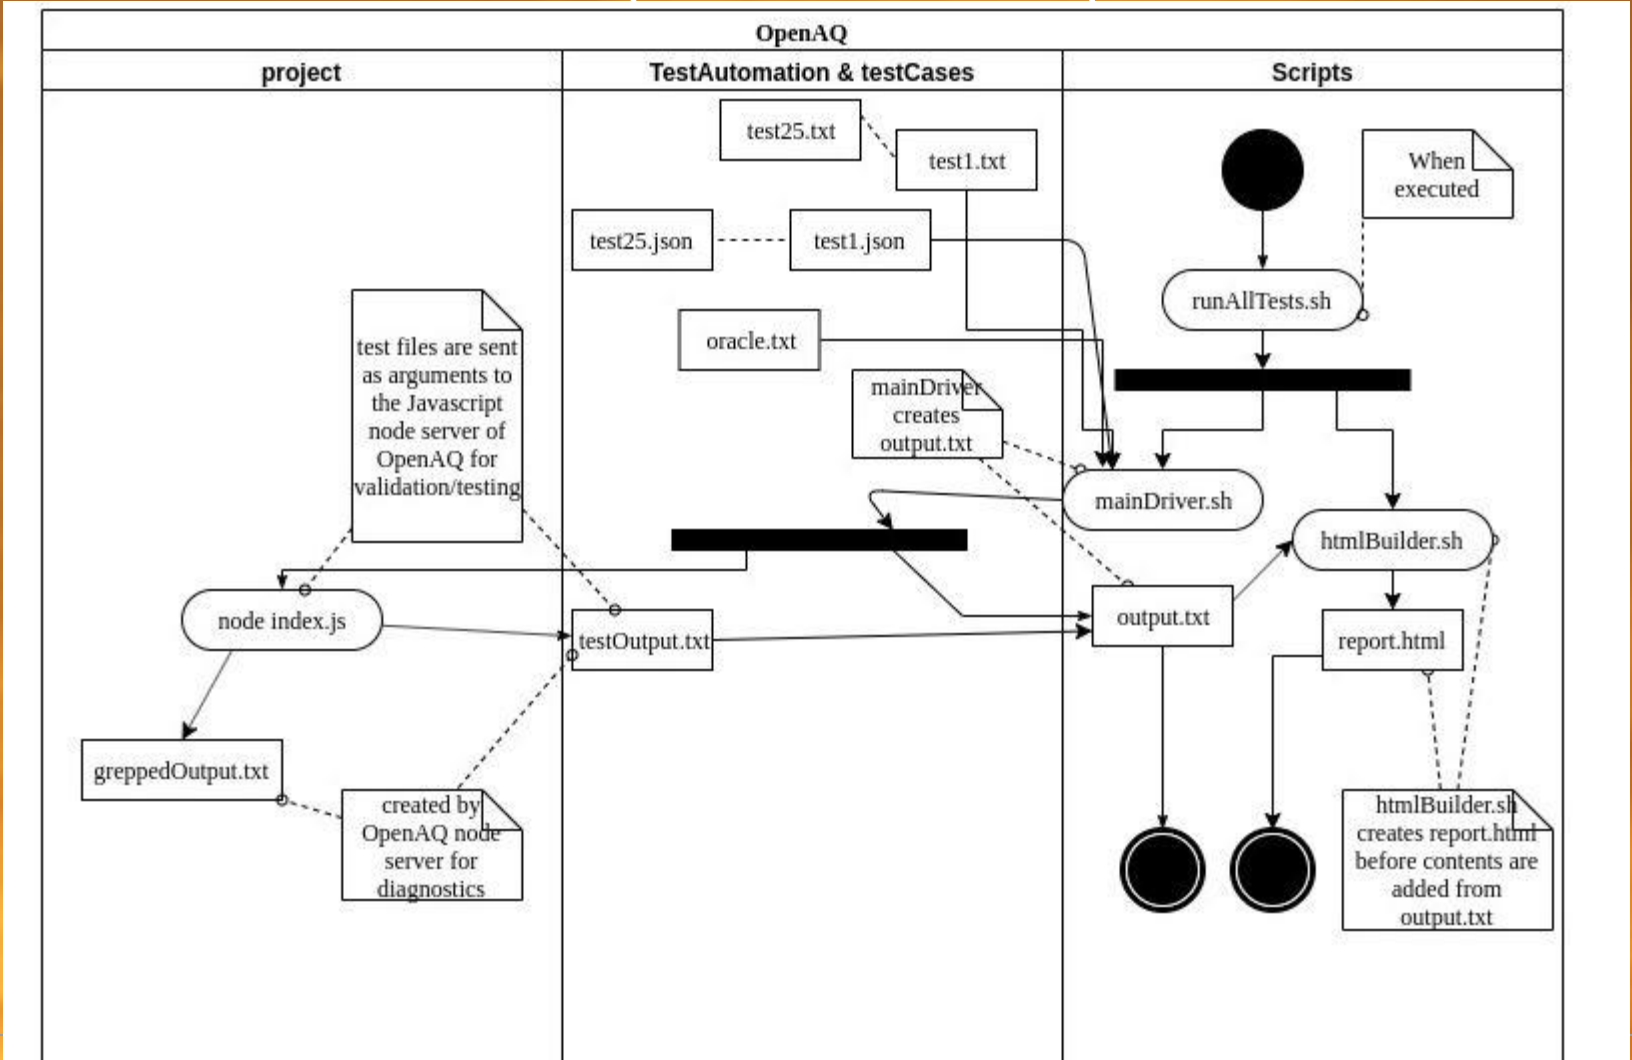 OpenAQ
project
TestAutomation & testCases
Scripts
test25.txt
test1.txt
When
executed
test25.json
test1.json
runAllTests.sh
oracle.txt
test files are sent
as arguments to
the Javascript
node server of
OpenAQ for
validation/testing
mainDriver
creates
output.txt
mainDriver.sh
htmlBuilder.sh
node index.js
testOutput.txt
output.txt
report.html
greppedOutput.txt
created by
OpenAQ node
server for
diagnostics
htmlBuilder.sh
creates report.html
before contents are
added from
output.txt